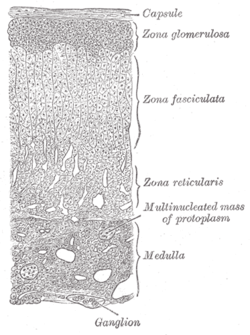 Capsule
Zona glomerulosa
Zona fasciculata
Zona reticularis
Multinucleated mass
of protoplasm
Medulla
Ganglion